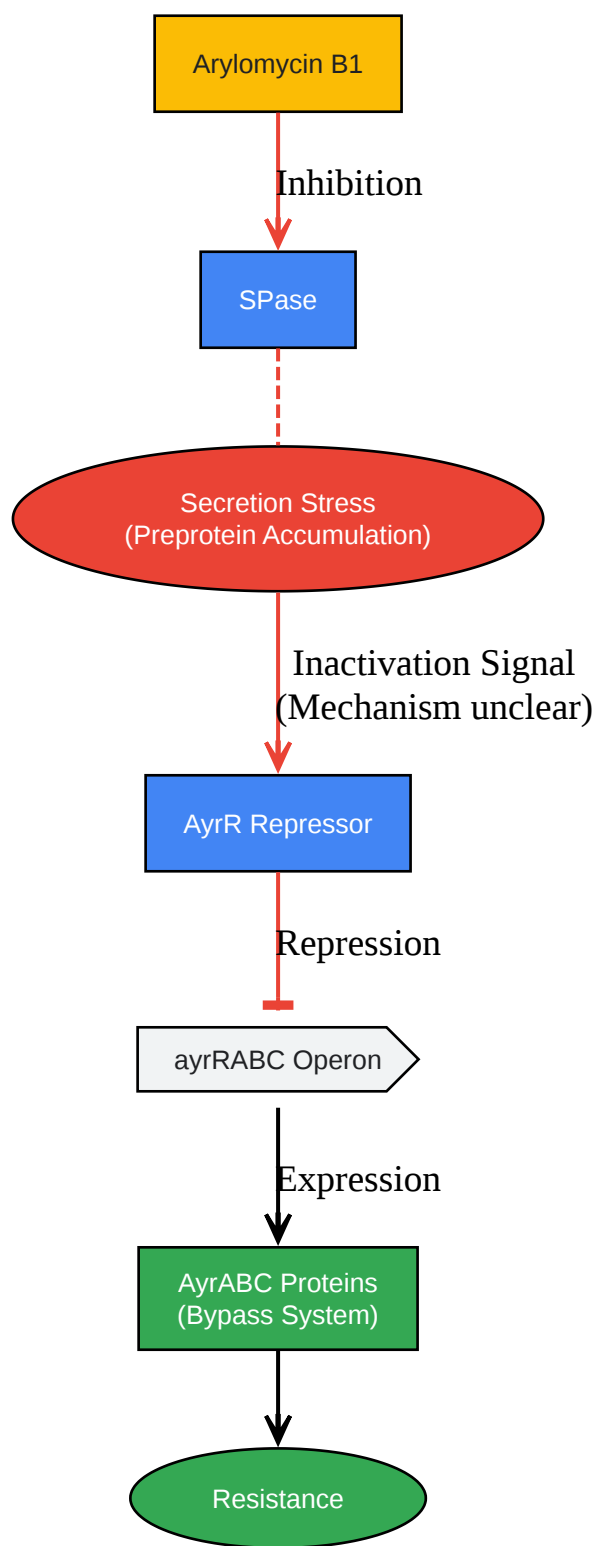 Arylomycin B1
Inhibition
SPase
Secretion Stress
(Preprotein Accumulation)
Inactivation Signal
(Mechanism unclear)
AyrR Repressor
Repression
ayrRABC Operon
Expression
AyrABC Proteins
(Bypass System)
Resistance